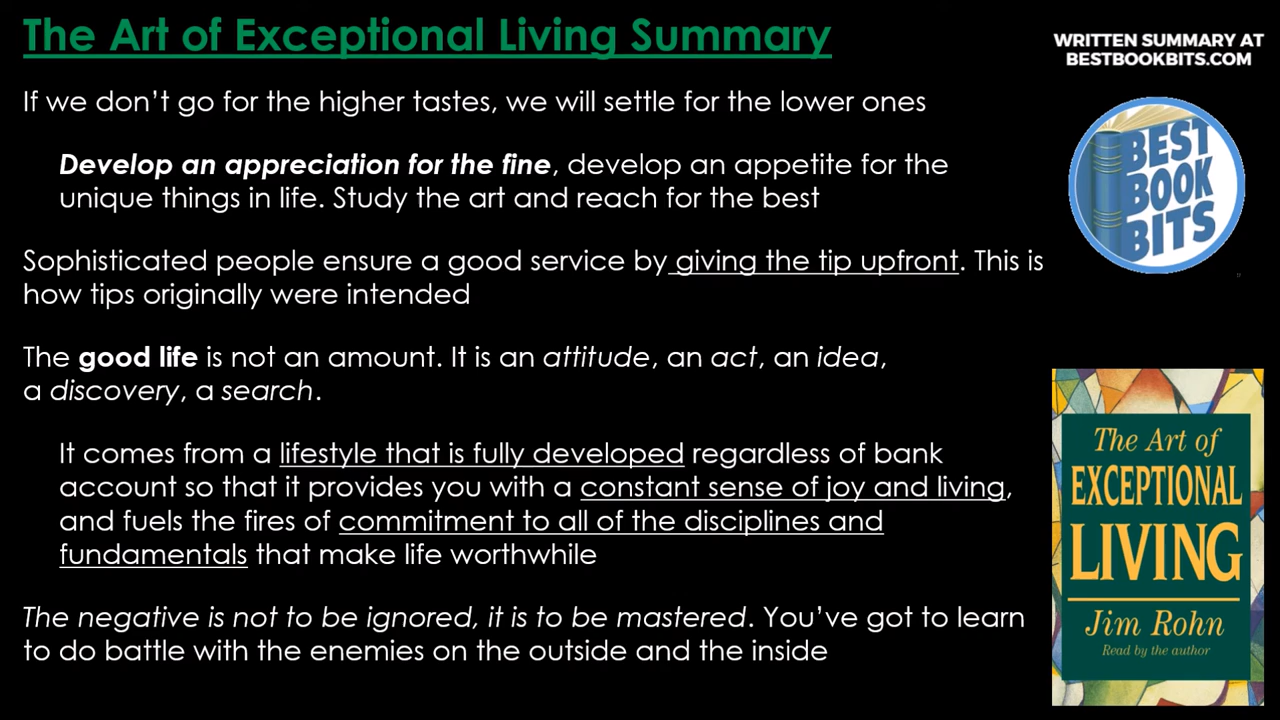 The Art of Exceptional Living Summary
WRITTEN SUMMARY AT
BESTBOOKBITS.COM
If we don’t go for the higher tastes, we will settle for the lower ones
Develop an appreciation for the fine, develop an appetite for the
unique things in life. Study the art and reach for the best
Sophisticated people ensure a good service by giving the tip upfront. This is
how tips originally were intended
The good life is not an amount. It is an attitude, an act, an idea,
a discovery, a search.
It comes from a lifestyle that is fully developed regardless of bank
account so that it provides you with a constant sense of joy and living,
and fuels the fires of commitment to all of the disciplines and
fundamentals that make life worthwhile
The negative is not to be ignored, it is to be mastered. You’ve got to learn
to do battle with the enemies on the outside and the inside
BEST
BOOK
BITS
The Art of
EXCEPTIONAL
LIVING
Jim Rohn
Read by the author